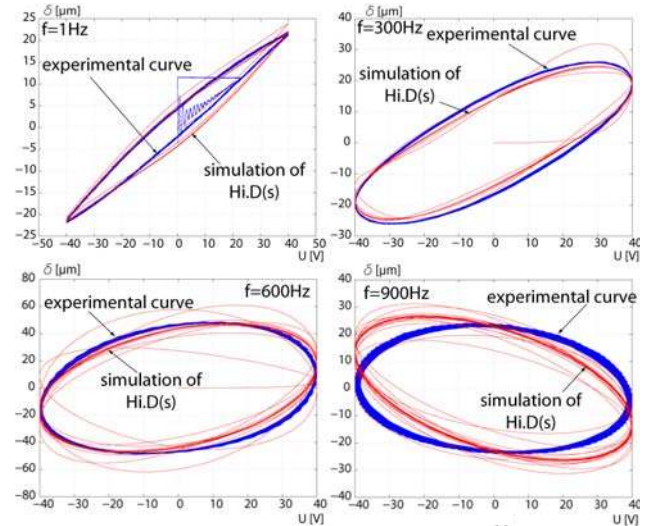 δ [μm]
f=1Hz
25
20
15
10
5
0
−5
−10
−15
−20
−25
experimental curve
simulation of
Hi.D(s)
−50 −40 −30 −20 −10 0 10 20 30 40 50
U [V]
δ [μm]
f=300Hz
30
20
10
0
−10
−20
−30
experimental curve
simulation of
Hi.D(s)
−40 −30 −20 −10 0 10 20 30 40
U [V]
δ [μm]
f=600Hz
80
60
40
20
0
−20
−40
−60
−80
experimental curve
simulation of
Hi.D(s)
−40 −30 −20 −10 0 10 20 30 40
U [V]
δ [μm]
f=900Hz
40
30
20
10
0
−10
−20
−30
−40
experimental curve
simulation of
Hi.D(s)
−40 −30 −20 −10 0 10 20 30 40
U [V]